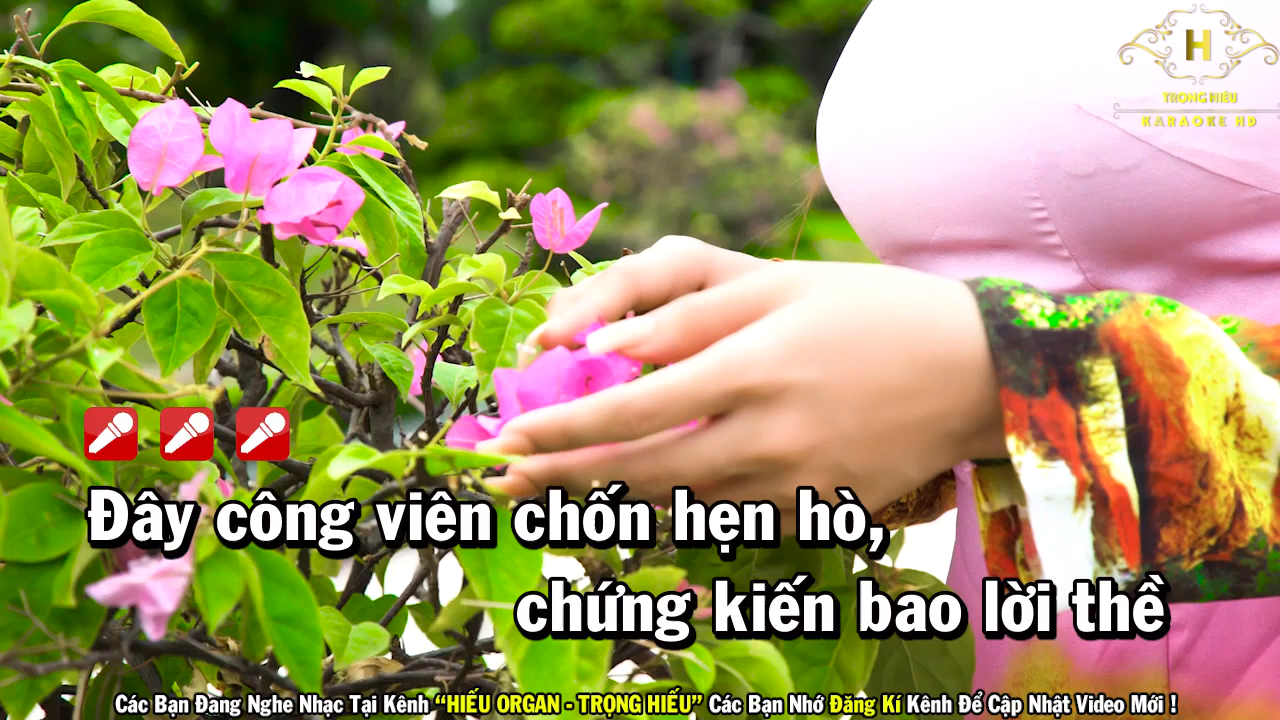 H
TRỌNG HIẾU
KARAOKE HD
Đây công viên chốn hẹn hò,
chứng kiến bao lời thề
Các Bạn Đang Nghe Nhạc Tại Kênh “HIẾU ORGAN - TRỌNG HIẾU” Các Bạn Nhớ Đăng Kí Kênh Để Cập Nhật Video Mới !